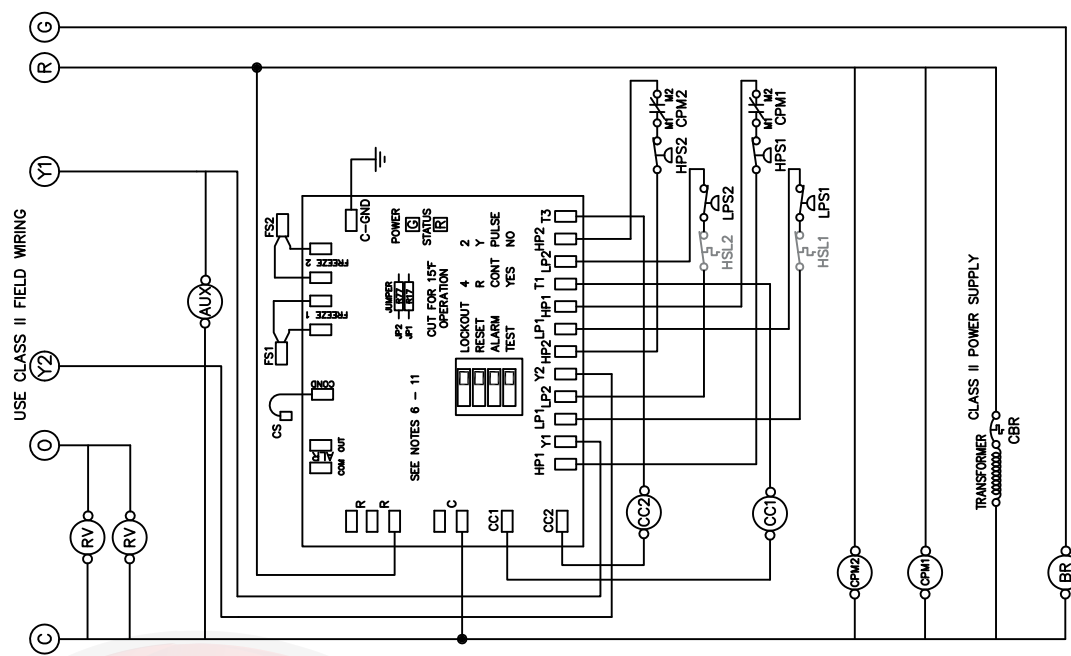 USE CLASS II FIELD WIRING
C
O
Y2
Y1
R
G
RV
RV
AUX
CS
FS1
FS2
COM OUT
ALR
COND
FREEZE 1
FREEZE 2
C-GND
R
R
C
CC1
CC2
SEE NOTES 6 - 11
JUMPER
JP2 R77
JP1 R17
CUT FOR 15°F
OPERATION
POWER
G
STATUS
R
LOCKOUT 4 2
RESET R Y
ALARM CONT PULSE
TEST YES NO
HP1
Y1
LP1
LP2
Y2
HP2
LP1
HP1
T1
LP2
HP2
T3
CC2
CC1
HSL2
LPS2
HSL1
LPS1
HPS2
M1 M2
CPM2
HPS1
M1 M2
CPM1
CPM2
CPM1
TRANSFORMER
CBR
CLASS II POWER SUPPLY
BR